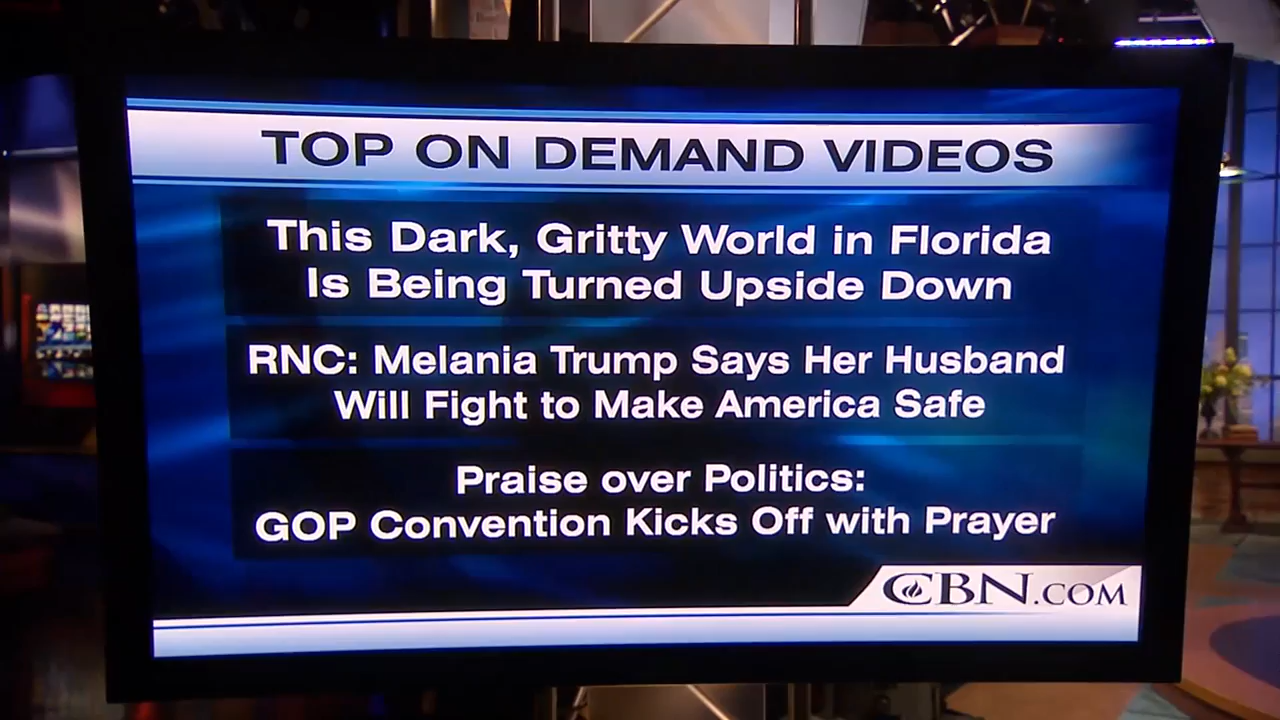 TOP ON DEMAND VIDEOS
This Dark, Gritty World in Florida
Is Being Turned Upside Down
RNC: Melania Trump Says Her Husband
Will Fight to Make America Safe
Praise over Politics:
GOP Convention Kicks Off with Prayer
CBN.COM